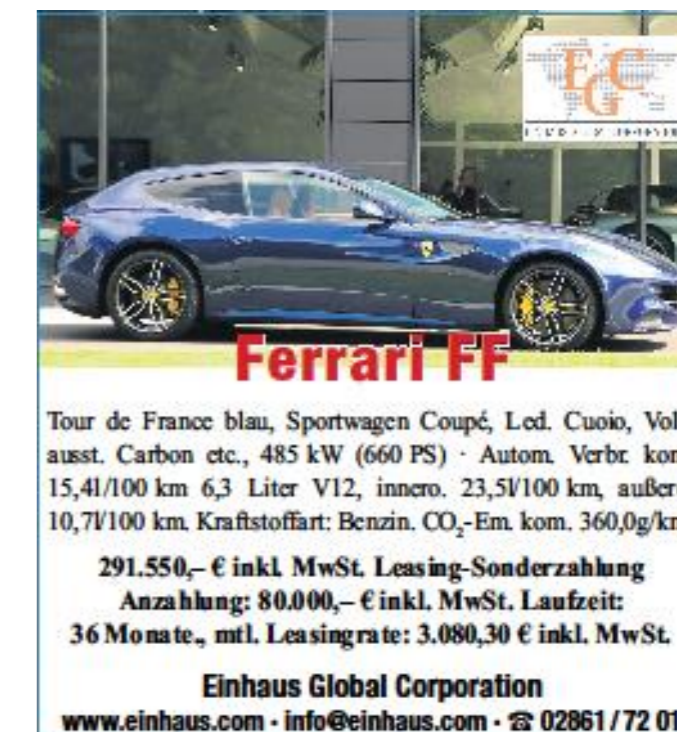 EGC
Ferrari FF
Tour de France blau, Sportwagen Coupé, Led. Cuoio, Vol
ausst. Carbon etc., 485 kW (660 PS) · Autom. Verbr. kom
15,4l/100 km 6,3 Liter V12, innero. 23,5l/100 km, außer
10,7l/100 km. Kraftstoffart: Benzin. CO₂-Em. kom. 360,0g/km
291.550,– € inkl. MwSt. Leasing-Sonderzahlung
Anzahlung: 80.000,– € inkl. MwSt. Laufzeit:
36 Monate., mtl. Leasingrate: 3.080,30 € inkl. MwSt.
Einhaus Global Corporation
www.einhaus.com · info@einhaus.com · ☎ 02861 / 72 01